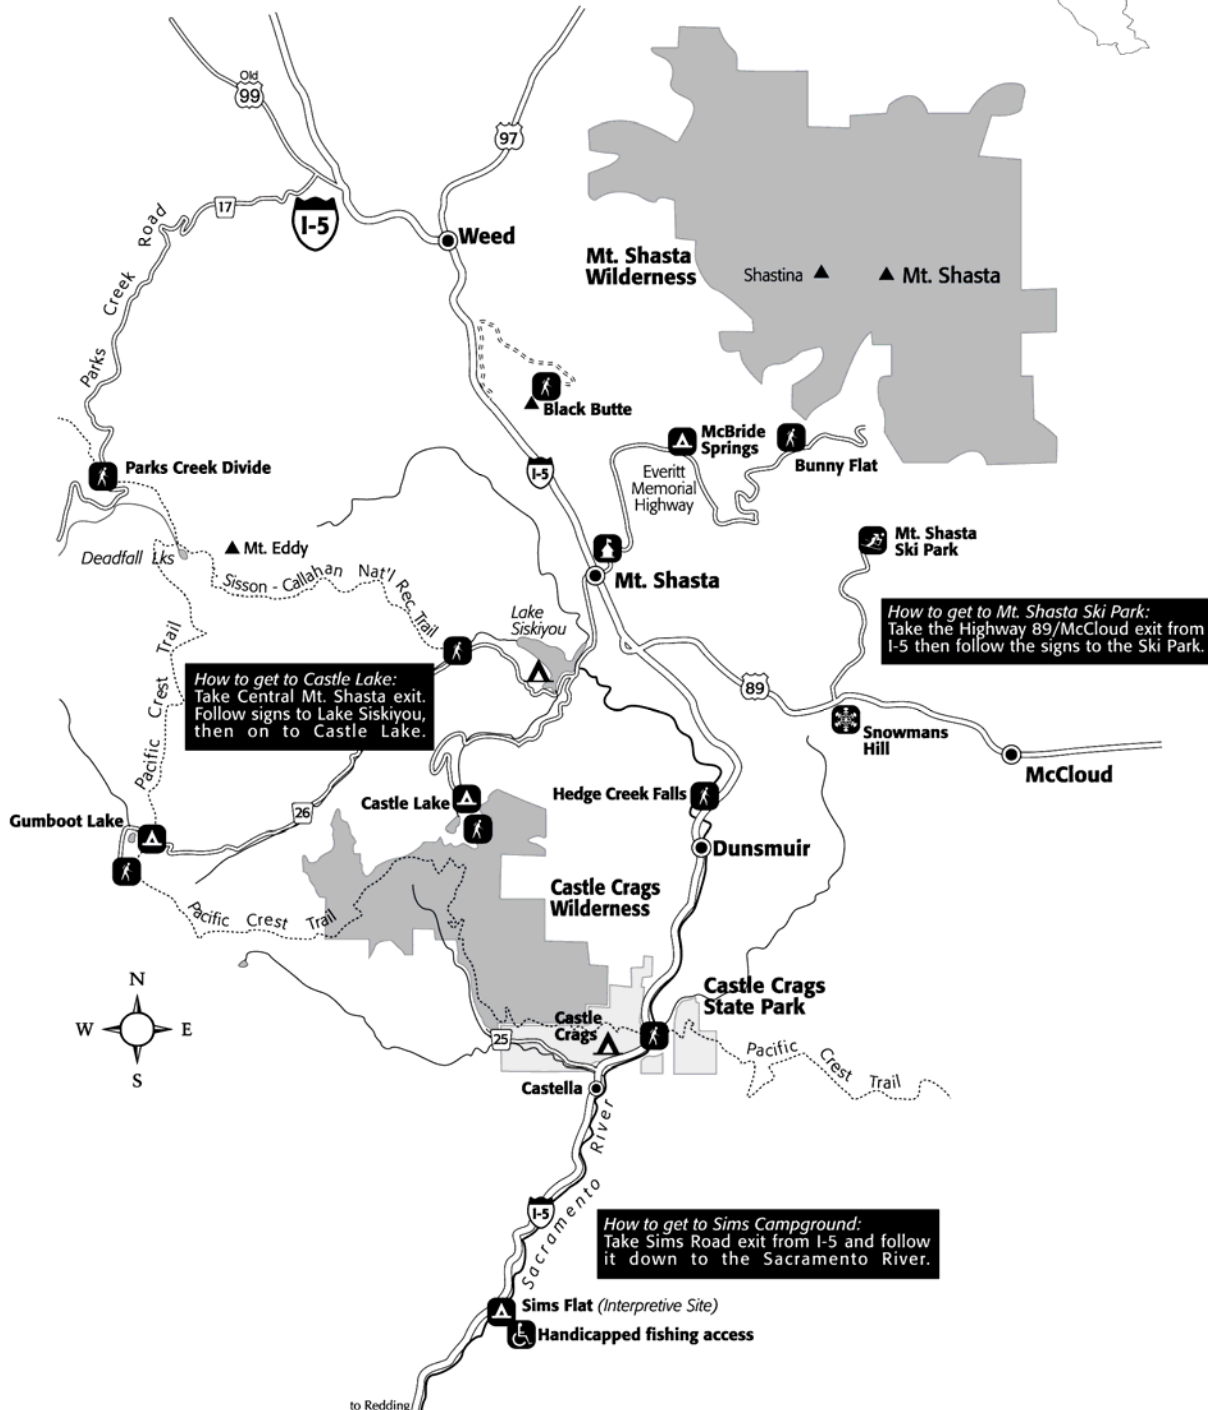 Old
99
97
17
I-5
Parks Creek Road
Weed
Mt. Shasta
Wilderness
Shastina
Mt. Shasta
Black Butte
McBride
Springs
Bunny Flat
Everitt
Memorial
Highway
I-5
Parks Creek Divide
Deadfall Lks
Mt. Eddy
Sisson - Callahan Nat'l Rec Trail
Mt. Shasta
Ski Park
Mt. Shasta
Lake
Siskiyou
How to get to Mt. Shasta Ski Park:
Take the Highway 89/McCloud exit from
I-5 then follow the signs to the Ski Park.
Pacific Crest Trail
How to get to Castle Lake:
Take Central Mt. Shasta exit.
Follow signs to Lake Siskiyou,
then on to Castle Lake.
89
Snowmans
Hill
McCloud
Castle Lake
Hedge Creek Falls
26
Gumboot Lake
Dunsmuir
Castle Crags
Wilderness
Pacific Crest Trail
N
W
E
S
Castle Crags
State Park
Castle
Crags
25
Pacific Crest Trail
Castella
Sacramento River
I-5
How to get to Sims Campground:
Take Sims Road exit from I-5 and follow
it down to the Sacramento River.
Sims Flat (Interpretive Site)
Handicapped fishing access
to Redding